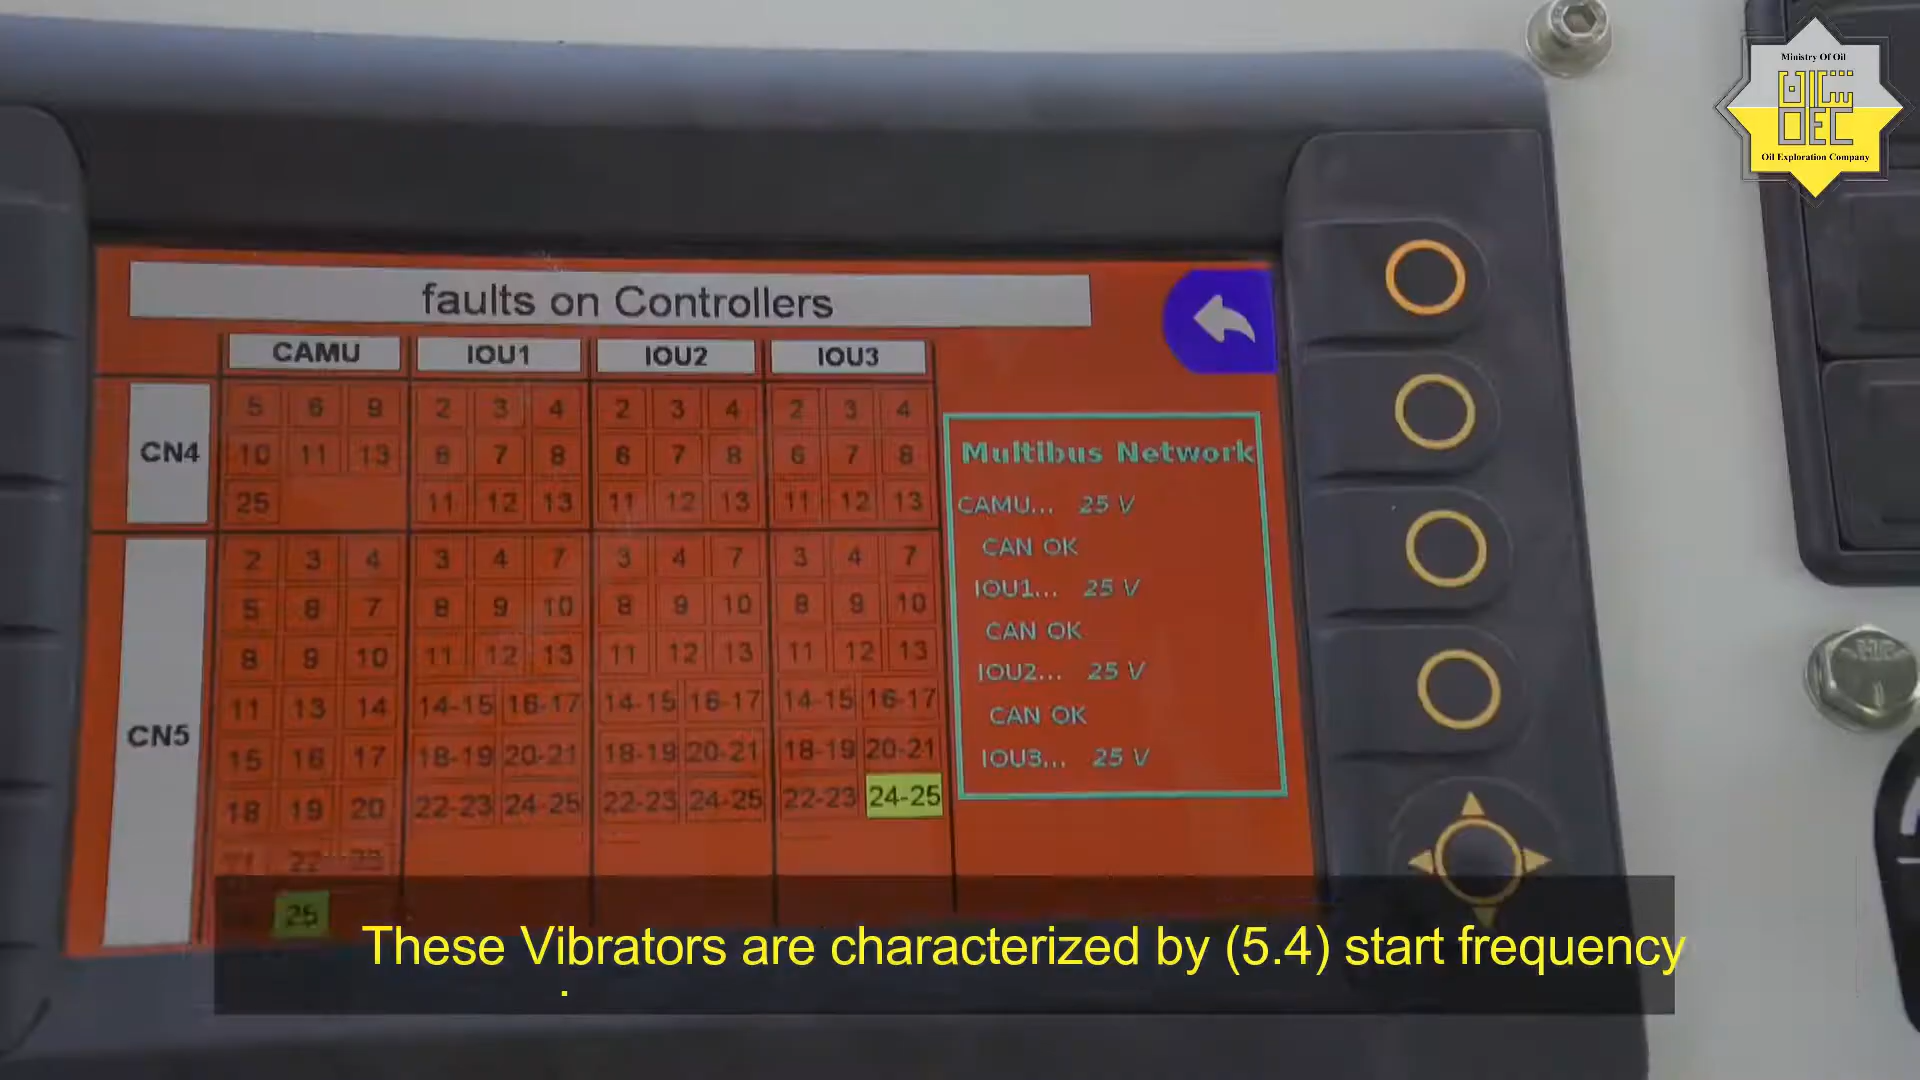 Ministry Of Oil
OEC
Oil Exploration Company
faults on Controllers
CAMU IOU1 IOU2 IOU3
CN4
5 6 9 2 3 4 2 3 4 2 3 4
10 11 13 6 7 8 6 7 8 6 7 8
25 11 12 13 11 12 13 11 12 13
CN5
2 3 4 3 4 7 3 4 7 3 4 7
5 6 7 8 9 10 8 9 10 8 9 10
8 9 10 11 12 13 11 12 13 11 12 13
11 13 14 14-15 16-17 14-15 16-17 14-15 16-17
15 16 17 18-19 20-21 18-19 20-21 18-19 20-21
18 19 20 22-23 24-25 22-23 24-25 22-23 24-25
22
25
Multibus Network
CAMU... 25 V
CAN OK
IOU1... 25 V
CAN OK
IOU2... 25 V
CAN OK
IOU3... 25 V
These Vibrators are characterized by (5.4) start frequency